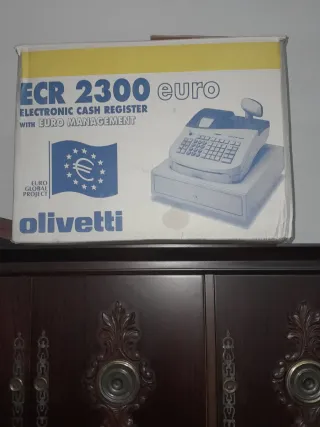 ECR 2300 euro
ELECTRONIC CASH REGISTER
WITH EURO MANAGEMENT
EURO
GLOBAL
PROJECT
olivetti